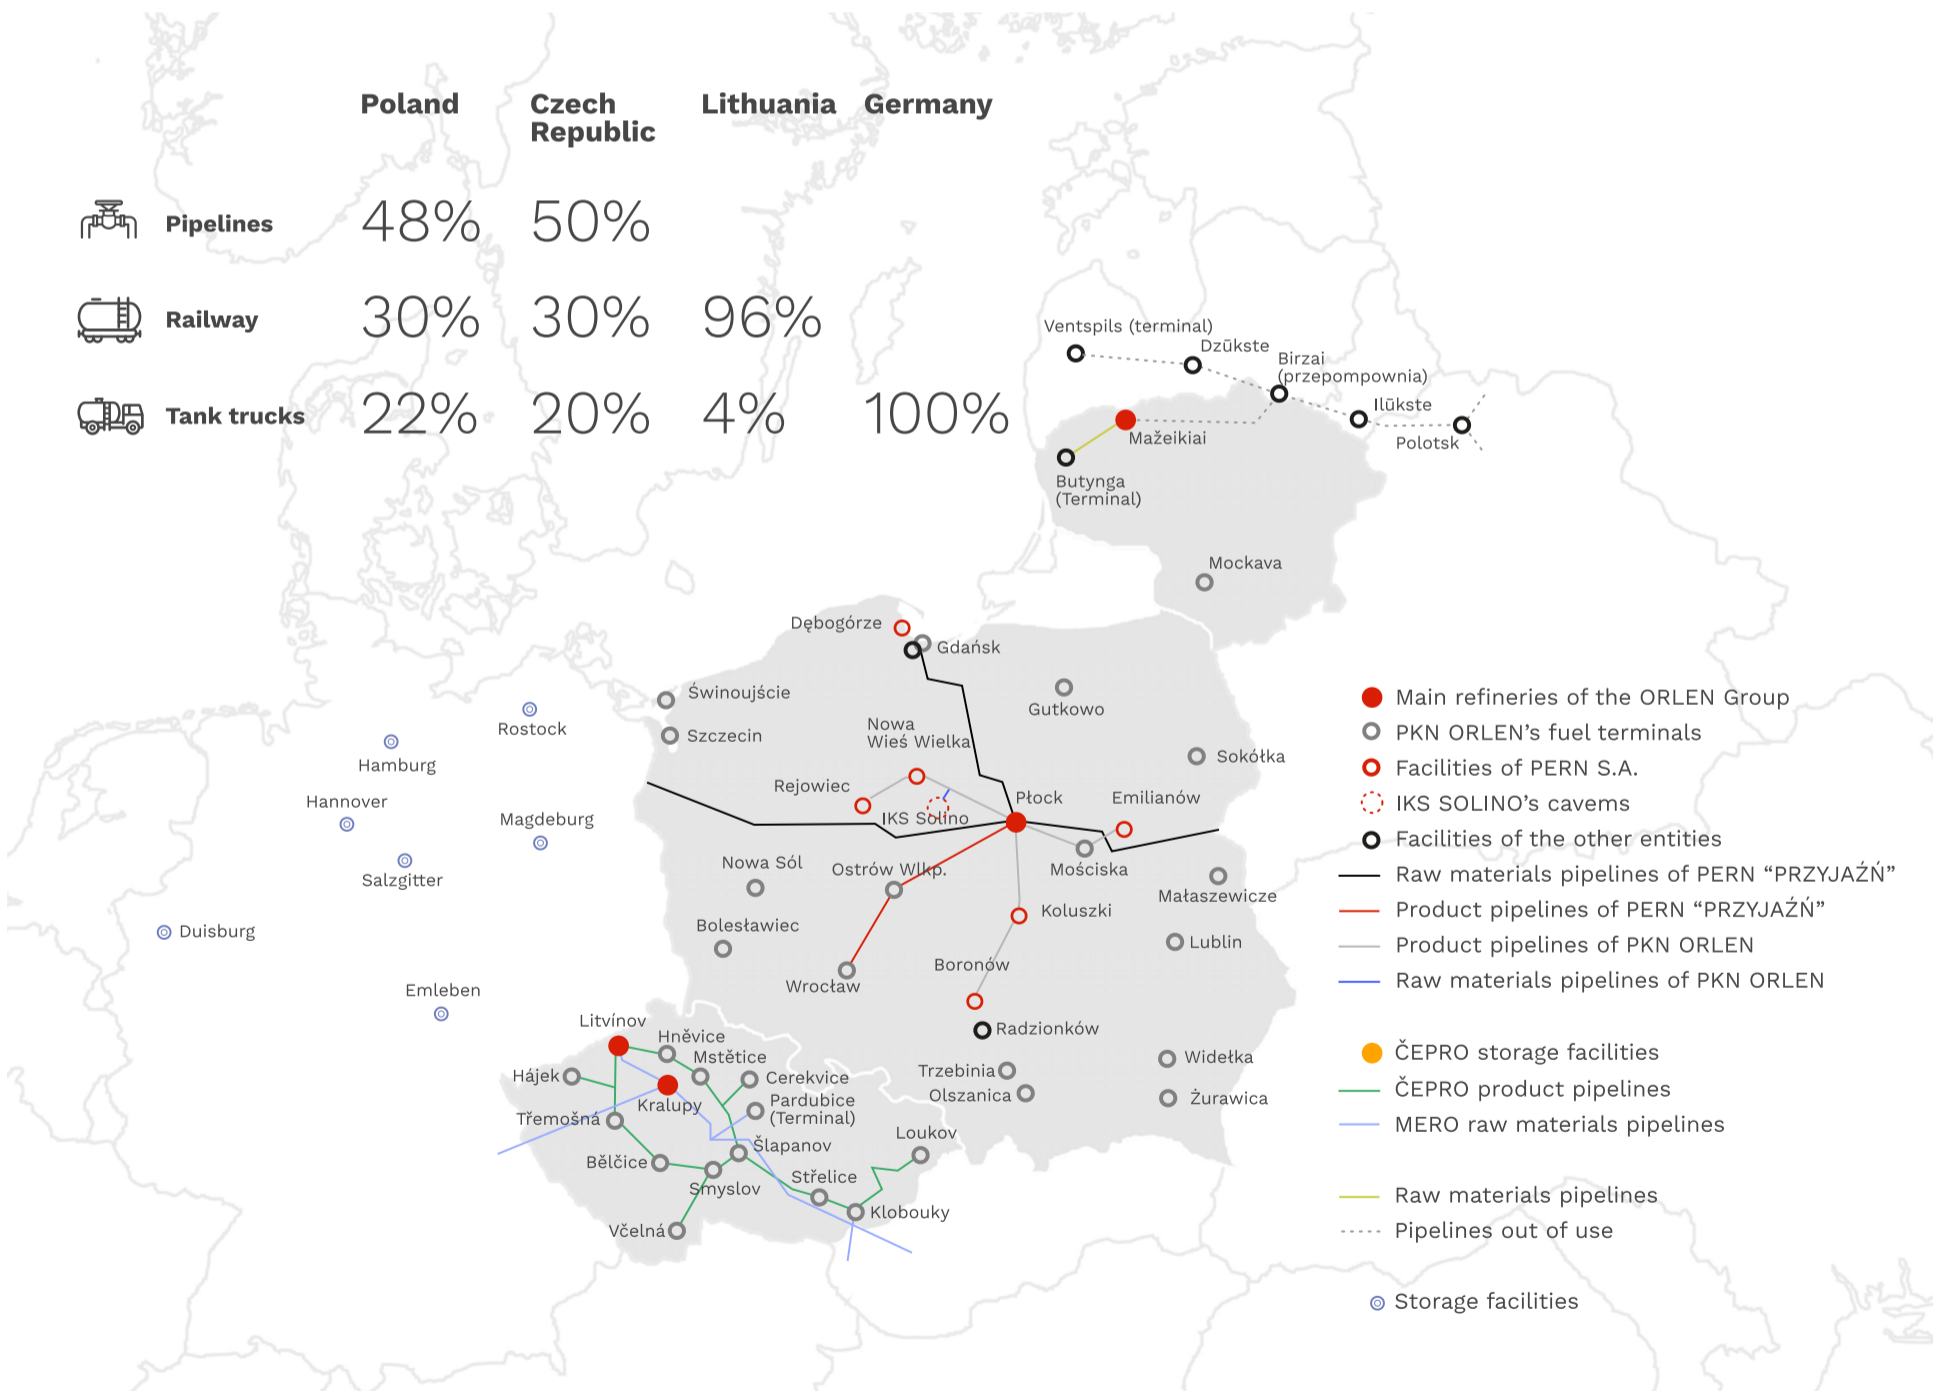 Poland
Czech
Republic
Lithuania
Germany
Pipelines
48%
50%
Railway
30%
30%
96%
Tank trucks
22%
20%
4%
100%
Ventspils (terminal)
Dzūkste
Birzai
(przepompownia)
Ilūkste
Polotsk
Mažeikiai
Butynga
(Terminal)
Mockava
Dębogórze
Gdańsk
Świnoujście
Szczecin
Gutkowo
Nowa
Wieś Wielka
Sokółka
Rejowiec
IKS Solino
Płock
Emilianów
Mościska
Nowa Sól
Ostrów Wlkp.
Małaszewicze
Koluszki
Bolesławiec
Lublin
Boronów
Wrocław
Radzionków
Trzebinia
Olszanica
Widełka
Żurawica
Rostock
Hamburg
Hannover
Magdeburg
Salzgitter
Duisburg
Emleben
Litvínov
Hněvice
Mstětice
Hájek
Cerekvice
Kralupy
Pardubice
(Terminal)
Třemošná
Šlapanov
Loukov
Bělčice
Smyslov
Střelice
Včelná
Klobouky
Main refineries of the ORLEN Group
PKN ORLEN’s fuel terminals
Facilities of PERN S.A.
IKS SOLINO’s cavems
Facilities of the other entities
Raw materials pipelines of PERN “PRZYJAŹŃ”
Product pipelines of PERN “PRZYJAŹŃ”
Product pipelines of PKN ORLEN
Raw materials pipelines of PKN ORLEN
ČEPRO storage facilities
ČEPRO product pipelines
MERO raw materials pipelines
Raw materials pipelines
Pipelines out of use
Storage facilities